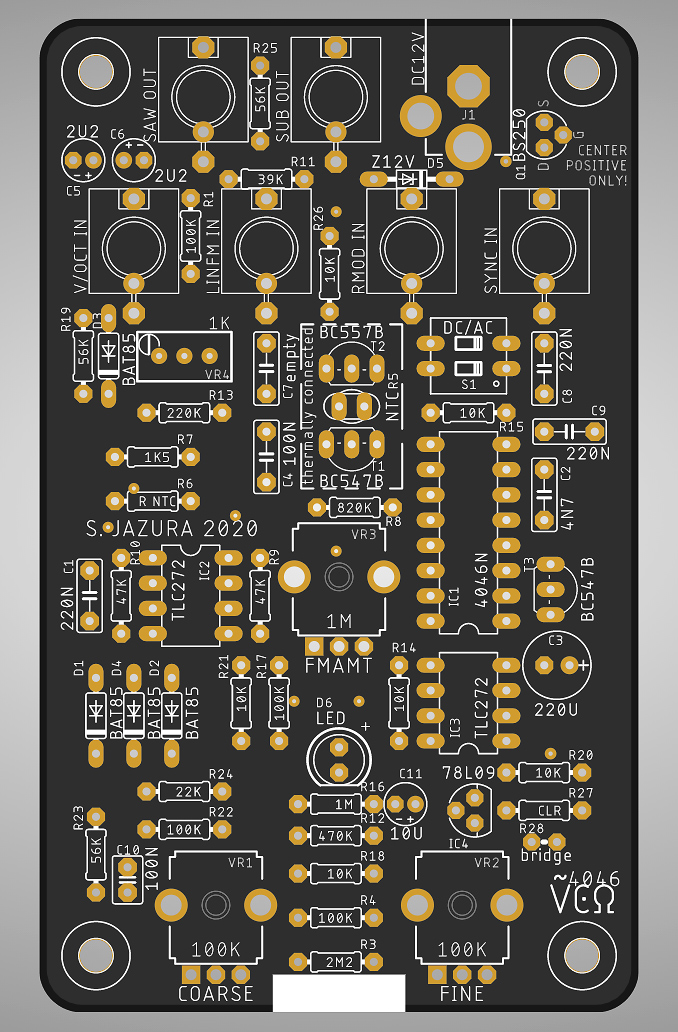 SAW OUT
R25
56K
SUB OUT
DC12V
J1
Q1
BS250
S
G
D
CENTER
POSITIVE
ONLY!
2U2
C6
C5
2U2
R11
39K
Z12V
D5
V/OCT IN
R1
100K
LINFM IN
R26
10K
RMOD IN
SYNC IN
R19
56K
D3
BAT85
1K
VR4
empty
C7
thermally connected
BC557B
T2
NTC
R5
T1
BC547B
DC/AC
S1
220N
C8
R13
220K
10K
R15
C9
220N
R7
1K5
100N
C4
C2
4N7
R6
R NTC
820K
R8
S. JAZURA 2020
VR3
1M
FMAMT
C1
220N
R10
47K
TLC272
IC2
R9
47K
IC1
4046N
T3
BC547B
D1
BAT85
D4
BAT85
D2
BAT85
R21
10K
R17
100K
R14
10K
IC3
TLC272
C3
+
220U
D6
LED
+
R24
22K
R16
1M
C11
10U
78L09
IC4
R20
10K
R27
CLR
R22
100K
R12
470K
R28
bridge
R23
56K
C10
100N
R18
10K
R4
100K
R3
2M2
VR1
100K
COARSE
VR2
100K
FINE
~4046